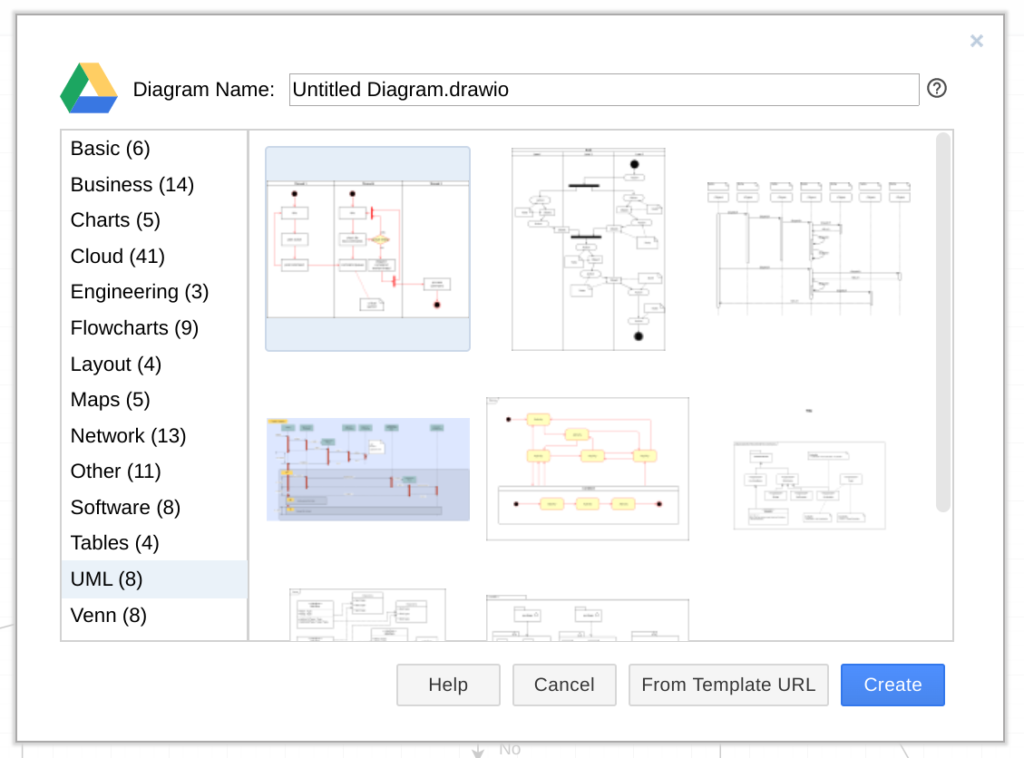 ×
Diagram Name: Untitled Diagram.drawio ?
Basic (6)
Business (14)
Charts (5)
Cloud (41)
Engineering (3)
Flowcharts (9)
Layout (4)
Maps (5)
Network (13)
Other (11)
Software (8)
Tables (4)
UML (8)
Venn (8)
Help Cancel From Template URL Create
No